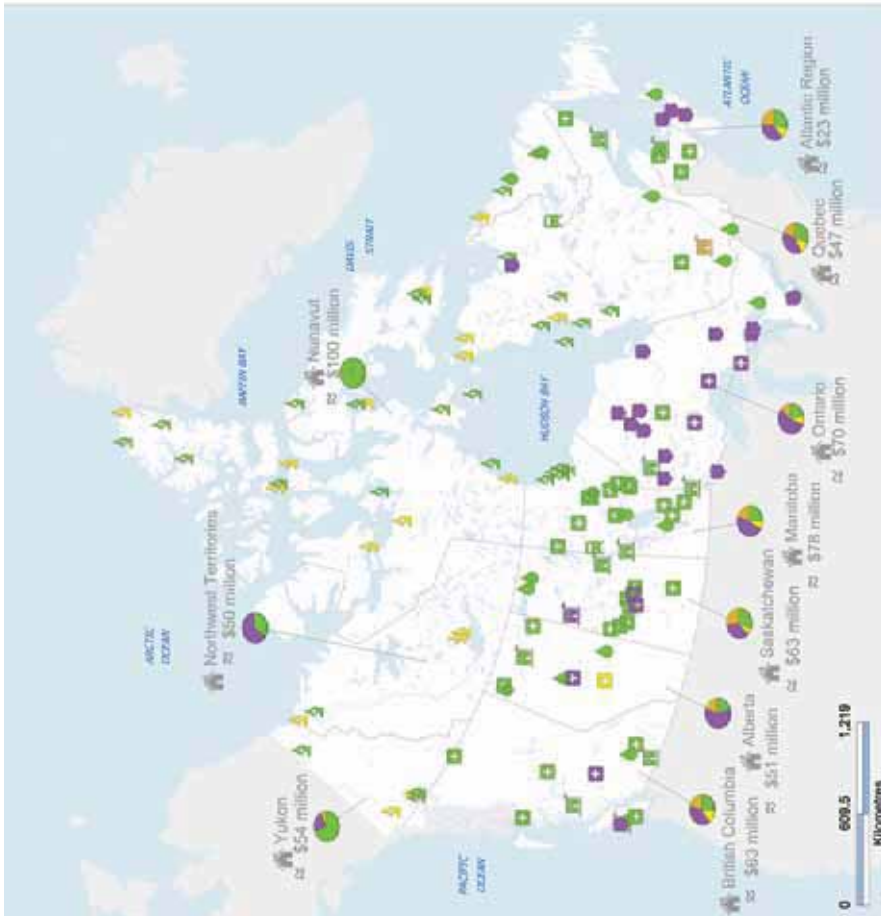 ARCTIC
OCEAN
BAFFIN BAY
DAVIS
STRAIT
Yukon
≈ $54 million
Northwest Territories
≈ $50 million
Nunavut
≈ $100 million
PACIFIC
OCEAN
HUDSON BAY
ATLANTIC
OCEAN
British Columbia
≈ $63 million
Alberta
≈ $51 million
Saskatchewan
≈ $63 million
Manitoba
≈ $78 million
Ontario
≈ $70 million
Quebec
≈ $47 million
Atlantic Region
≈ $23 million
0 609.5 1,219
Kilometres